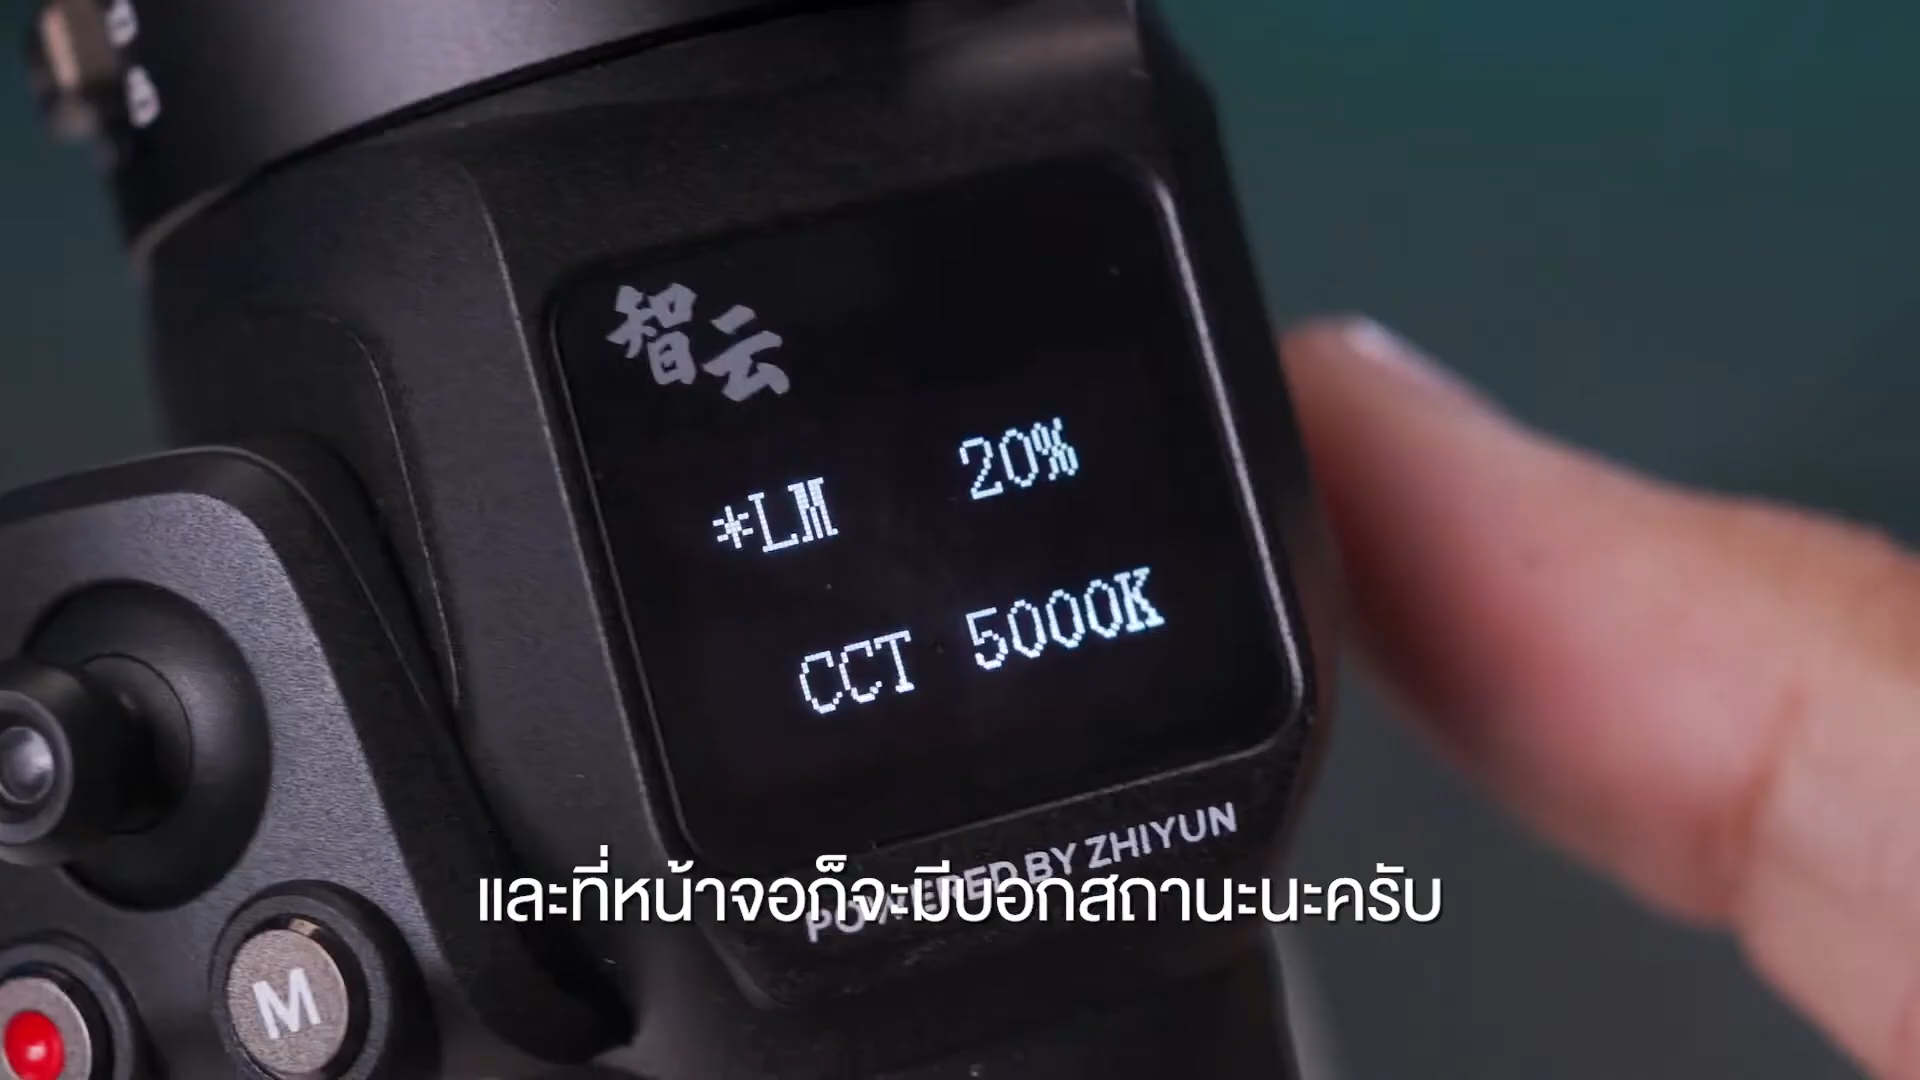 智云
*LM 20%
CCT 5000K
POWERED BY ZHIYUN
และที่หน้าจอก็จะมีบอกสถานะนะครับ
M